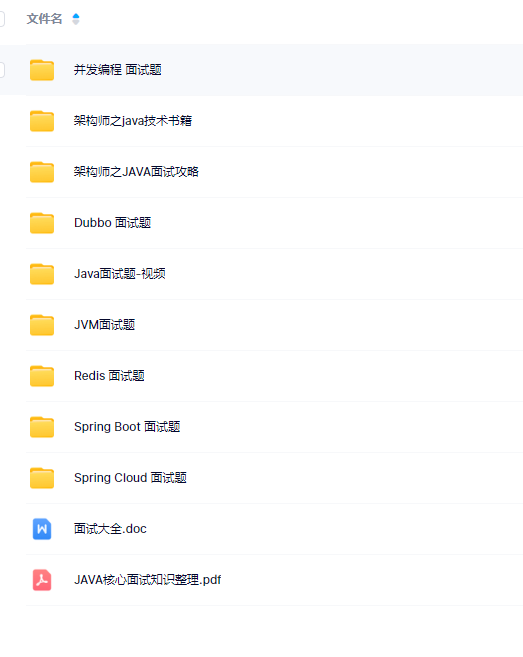 文件名
并发编程 面试题
架构师之java技术书籍
架构师之JAVA面试攻略
Dubbo 面试题
Java面试题-视频
JVM面试题
Redis 面试题
Spring Boot 面试题
Spring Cloud 面试题
面试大全.doc
JAVA核心面试知识整理.pdf